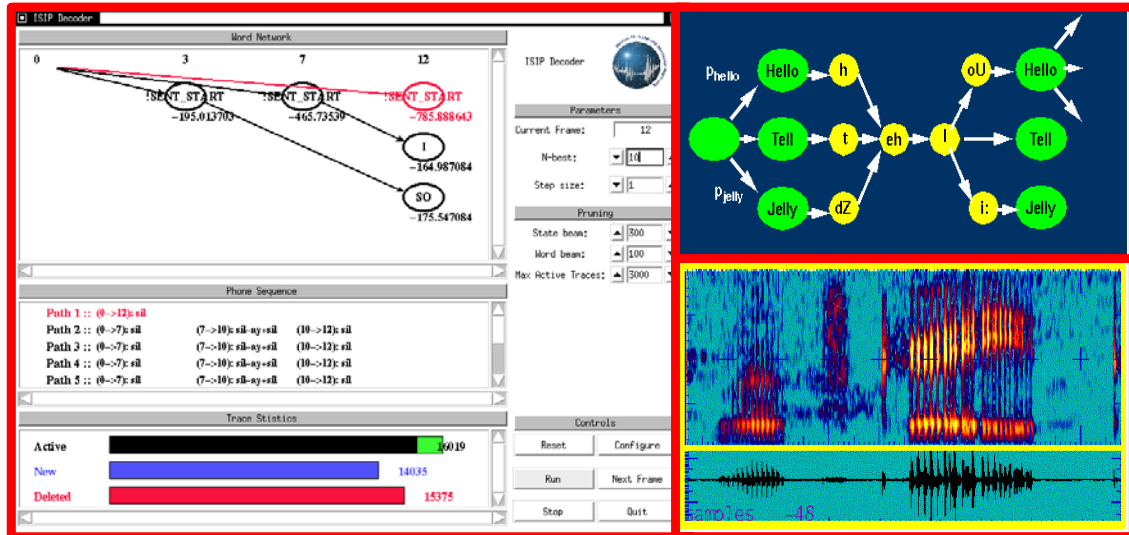 ISIP Decoder
Word Network
0 3 7 12
!SENT_START !SENT_START !SENT_START
-195.013703 -465.73539 -785.888643
I
-164.987084
SO
-175.547084
Phone Sequence
Path 1 :: (0->12): sil
Path 2 :: (0->7): sil (7->10): sil-ay+sil (10->12): sil
Path 3 :: (0->7): sil (7->10): sil-ay+sil (10->12): sil
Path 4 :: (0->7): sil (7->10): sil-ay+sil (10->12): sil
Path 5 :: (0->7): sil (7->10): sil-ay+sil (10->12): sil
Trace Stistics
Active 16019
New 14035
Deleted 15375
ISIP Decoder
Parameters
Current Frame: 12
N-best: 10
Step size: 1
Pruning
State beam: 300
Word beam: 100
Max Active Traces: 3000
Controls
Reset Configure
Run Next Frame
Stop Quit
phello
Hello h oU Hello
Tell t eh l Tell
pjelly
Jelly dZ i: Jelly
samples -48